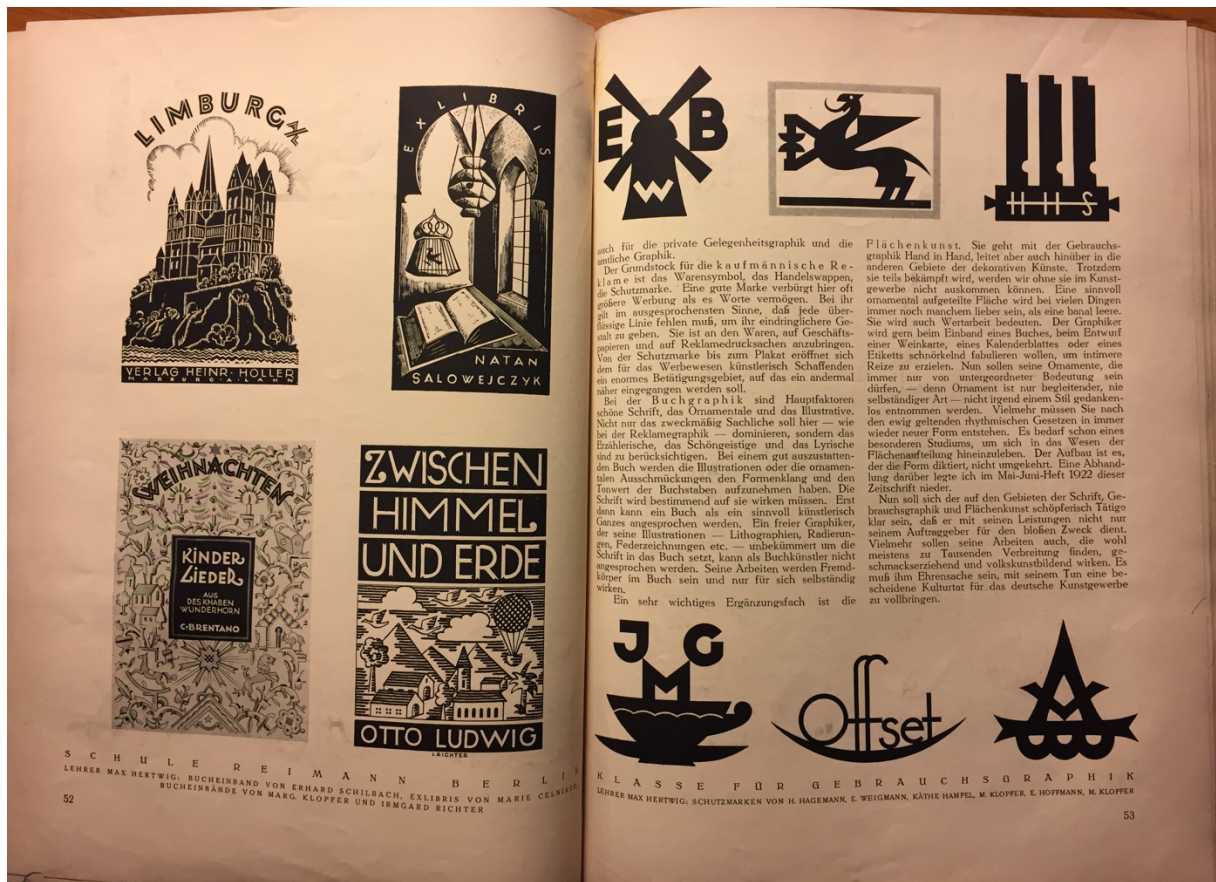 LIMBURG A/L
VERLAG HEINR. HOLLER
MARBURG-A.LAHN
EX LIBRIS
NATAN
SALOWEJCZYK
WEIHNACHTEN
KINDER
LIEDER
AUS
DES KNABEN
WUNDERHORN
C. BRENTANO
ZWISCHEN
HIMMEL
UND ERDE
OTTO LUDWIG
I. RICHTER
SCHULE REIMANN BERLIN
LEHRER MAX HERTWIG: BUCHEINBAND VON ERHARD SCHILBACH, EXLIBRIS VON MARIE CELNIKER,
BUCHEINBÄNDE VON MARG. KLOPFER UND IRMGARD RICHTER
52
E B
W
H H S
auch für die private Gelegenheitsgraphik und die
amtliche Graphik.
Der Grundstock für die kaufmännische Re-
klame ist das Warensymbol, das Handelswappen,
die Schutzmarke. Eine gute Marke verbürgt hier oft
größere Werbung als es Worte vermögen. Bei ihr
gilt im ausgesprochensten Sinne, daß jede über-
flüssige Linie fehlen muß, um ihr eindringlichere Ge-
stalt zu geben. Sie ist an den Waren, auf Geschäfts-
papieren und auf Reklamedrucksachen anzubringen.
Von der Schutzmarke bis zum Plakat eröffnet sich
dem für das Werbewesen künstlerisch Schaffenden
ein enormes Betätigungsgebiet, auf das ein andermal
näher eingegangen werden soll.
Bei der Buchgraphik sind Hauptfaktoren
schöne Schrift, das Ornamentale und das Illustrative.
Nicht nur das zweckmäßig Sachliche soll hier — wie
bei der Reklamegraphik — dominieren, sondern das
Erzählerische, das Schöngeistige und das Lyrische
sind zu berücksichtigen. Bei einem gut auszustatten-
den Buch werden die Illustrationen oder die ornamen-
talen Ausschmückungen den Formenklang und den
Tonwert der Buchstaben aufzunehmen haben. Die
Schrift wird bestimmend auf sie wirken müssen. Erst
dann kann ein Buch als ein sinnvoll künstlerisch
Ganzes angesprochen werden. Ein freier Graphiker,
der seine Illustrationen — Lithographien, Radierun-
gen, Federzeichnungen etc. — unbekümmert um die
Schrift in das Buch setzt, kann als Buchkünstler nicht
angesprochen werden. Seine Arbeiten werden Fremd-
körper im Buch sein und nur für sich selbständig
wirken.
Ein sehr wichtiges Ergänzungsfach ist die
Flächenkunst. Sie geht mit der Gebrauchs-
graphik Hand in Hand, leitet aber auch hinüber in die
anderen Gebiete der dekorativen Künste. Trotzdem
sie teils bekämpft wird, werden wir ohne sie im Kunst-
gewerbe nicht auskommen können. Eine sinnvoll
ornamental aufgeteilte Fläche wird bei vielen Dingen
immer noch manchem lieber sein, als eine banal leere.
Sie wird auch Wertarbeit bedeuten. Der Graphiker
wird gern beim Einband eines Buches, beim Entwurf
einer Weinkarte, eines Kalenderblattes oder eines
Etiketts schnörkelnd fabulieren wollen, um intimere
Reize zu erzielen. Nun sollen seine Ornamente, die
immer nur von untergeordneter Bedeutung sein
dürfen, — denn Ornament ist nur begleitender, nie
selbständiger Art — nicht irgend einem Stil gedanken-
los entnommen werden. Vielmehr müssen Sie nach
den ewig geltenden rhythmischen Gesetzen in immer
wieder neuer Form entstehen. Es bedarf schon eines
besonderen Studiums, um sich in das Wesen der
Flächenaufteilung hineinzuleben. Der Aufbau ist es,
der die Form diktiert, nicht umgekehrt. Eine Abhand-
lung darüber legte ich im Mai-Juni-Heft 1922 dieser
Zeitschrift nieder.
Nun soll sich der auf den Gebieten der Schrift, Ge-
brauchsgraphik und Flächenkunst schöpferisch Tätige
klar sein, daß er mit seinen Leistungen nicht nur
seinem Auftraggeber für den bloßen Zweck dient.
Vielmehr sollen seine Arbeiten auch, die wohl
meistens zu Tausenden Verbreitung finden, ge-
schmackserziehend und volkskunstbildend wirken. Es
muß ihm Ehrensache sein, mit seinem Tun eine be-
scheidene Kulturtat für das deutsche Kunstgewerbe
zu vollbringen.
J G
M
Offset
KLASSE FÜR GEBRAUCHSGRAPHIK
LEHRER MAX HERTWIG: SCHUTZMARKEN VON H. HAGEMANN, E. WEIGMANN, KÄTHE HAMPEL, M. KLOPFER, E. HOFFMANN, M. KLOPFER
53